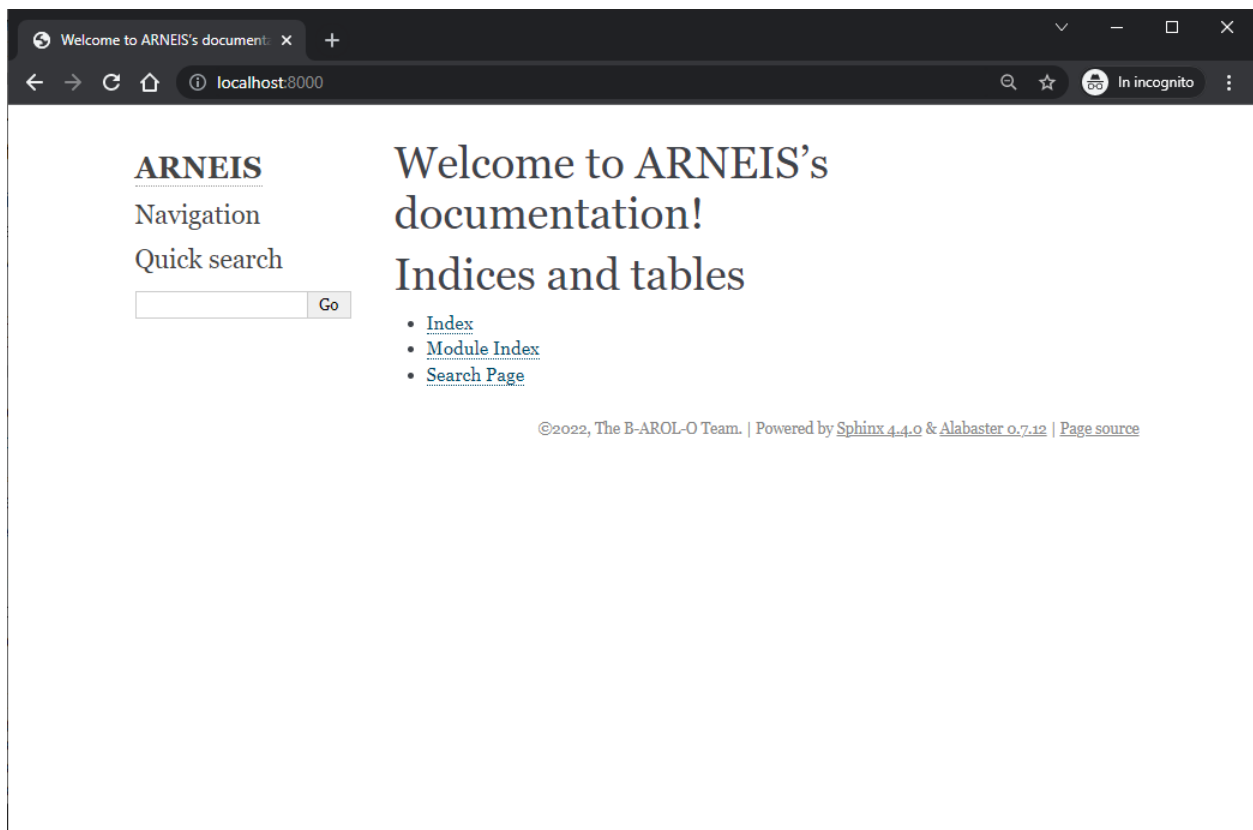 Welcome to ARNEIS's documenta
localhost:8000
In incognito
ARNEIS
Navigation
Quick search
Go
Welcome to ARNEIS’s
documentation!
Indices and tables
Index
Module Index
Search Page
©2022, The B-AROL-O Team. | Powered by Sphinx 4.4.0 & Alabaster 0.7.12 | Page source